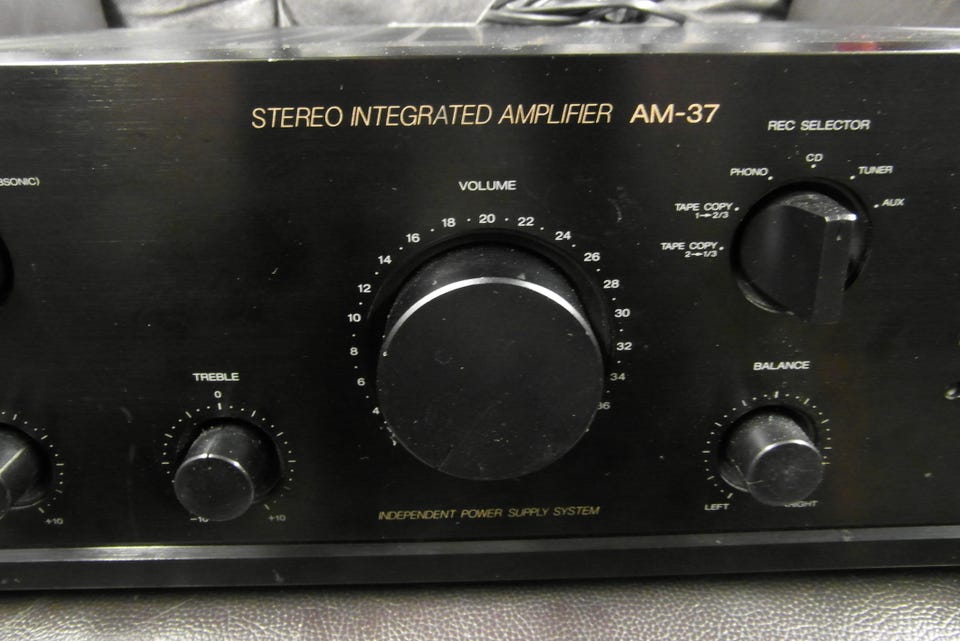 STEREO INTEGRATED AMPLIFIER AM-37
REC SELECTOR
CD
PHONO
TUNER
TAPE COPY
1→2/3
AUX
TAPE COPY
2→1/3
VOLUME
4
6
8
10
12
14
16
18
20
22
24
26
28
30
32
34
36
BALANCE
LEFT
RIGHT
TREBLE
0
-10
+10
+10
INDEPENDENT POWER SUPPLY SYSTEM